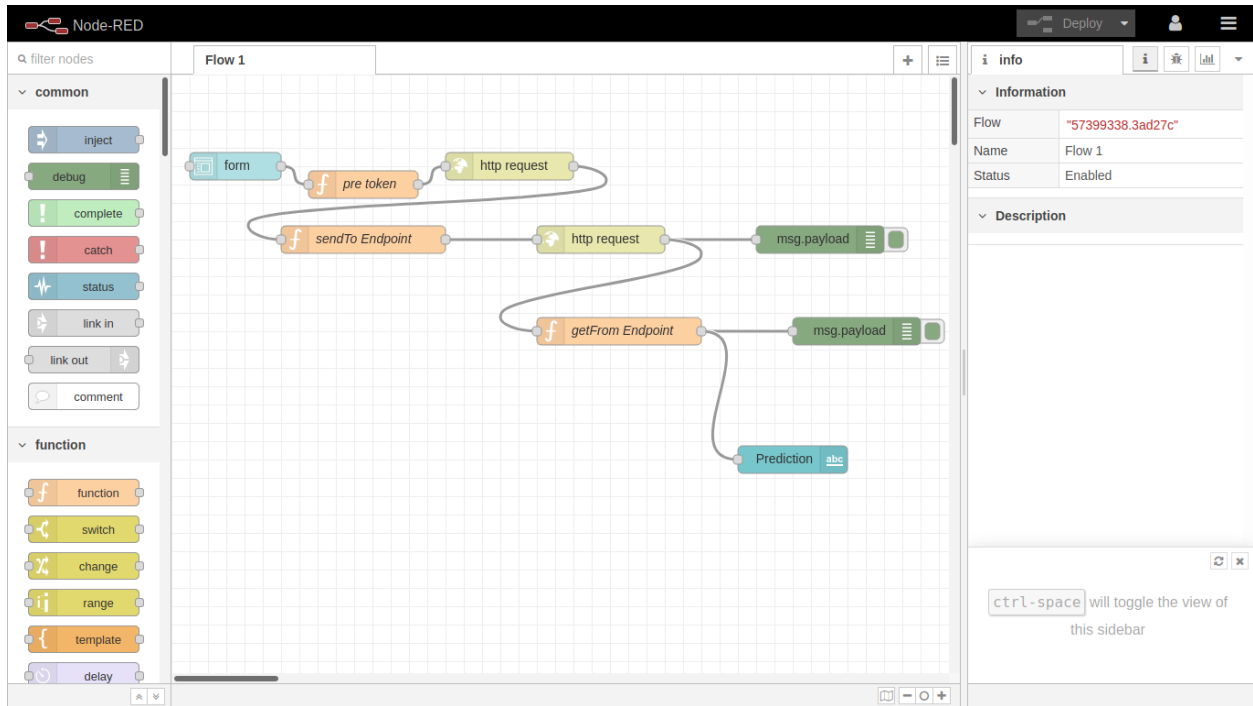 Node-RED
Deploy
filter nodes
Flow 1
i info
i
common
Information
inject
Flow "57399338.3ad27c"
debug
Name Flow 1
form
http request
Status Enabled
pre token
complete
Description
sendTo Endpoint
http request
msg.payload
catch
status
link in
getFrom Endpoint
msg.payload
link out
comment
function
Prediction abc
function
switch
change
range
ctrl-space will toggle the view of
this sidebar
template
delay